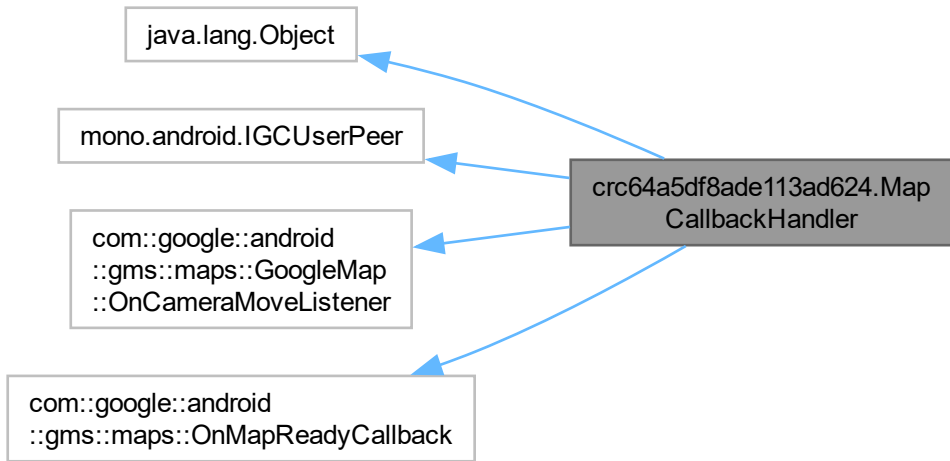 java.lang.Object
mono.android.IGCUserPeer
crc64a5df8ade113ad624.Map
CallbackHandler
com::google::android
::gms::maps::GoogleMap
::OnCameraMoveListener
com::google::android
::gms::maps::OnMapReadyCallback